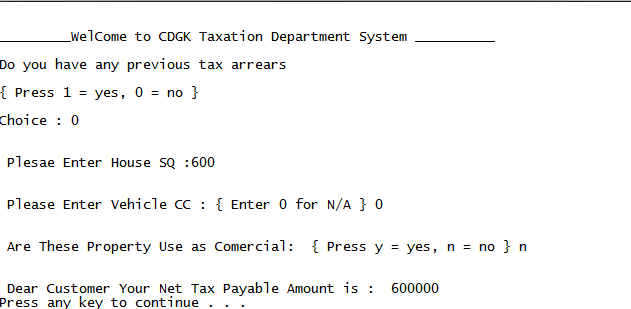 _________WelCome to CDGK Taxation Department System __________
Do you have any previous tax arrears
{ Press 1 = yes, 0 = no }
Choice : 0
Plesae Enter House SQ :600
Please Enter Vehicle CC : { Enter 0 for N/A } 0
Are These Property Use as Comercial:  { Press y = yes, n = no } n
Dear Customer Your Net Tax Payable Amount is :  600000
Press any key to continue . . .